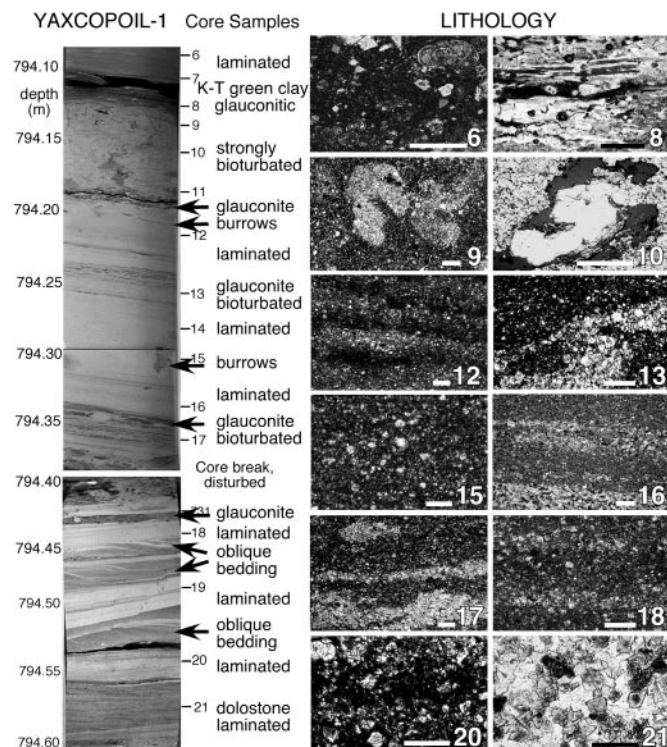 YAXCOPOIL-1 Core Samples LITHOLOGY
794.10
depth
(m)
794.15
794.20
794.25
794.30
794.35
794.40
794.45
794.50
794.55
794.60
6 laminated
7 K-T green clay
8 glauconitic
9
10 strongly
bioturbated
11 glauconite
burrows
12
laminated
13 glauconite
bioturbated
14 laminated
15 burrows
laminated
16
glauconite
17 bioturbated
Core break,
disturbed
731 glauconite
18 laminated
oblique
bedding
19
laminated
oblique
bedding
20 laminated
21 dolostone
laminated
6 8
9 10
12 13
15 16
17 18
20 21